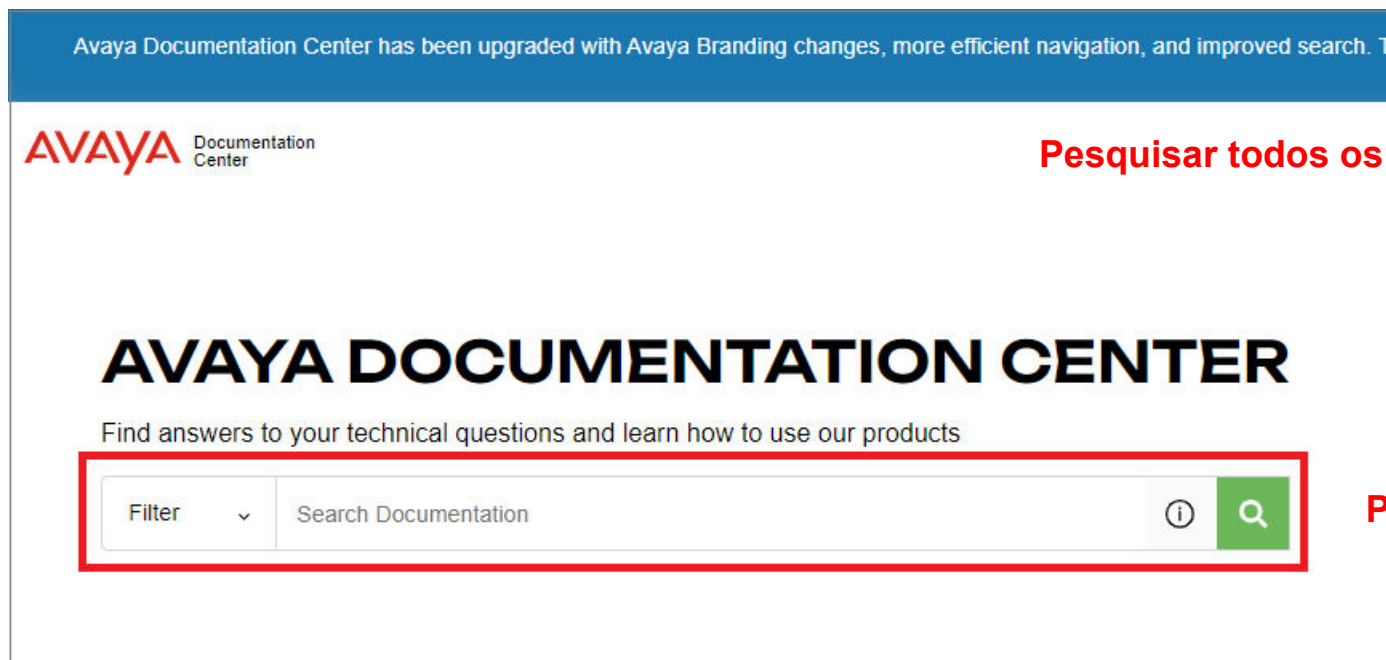 Avaya Documentation Center has been upgraded with Avaya Branding changes, more efficient navigation, and improved search. T
AVAYA Documentation
Center
Pesquisar todos os
AVAYA DOCUMENTATION CENTER
Find answers to your technical questions and learn how to use our products
Filter Search Documentation
P